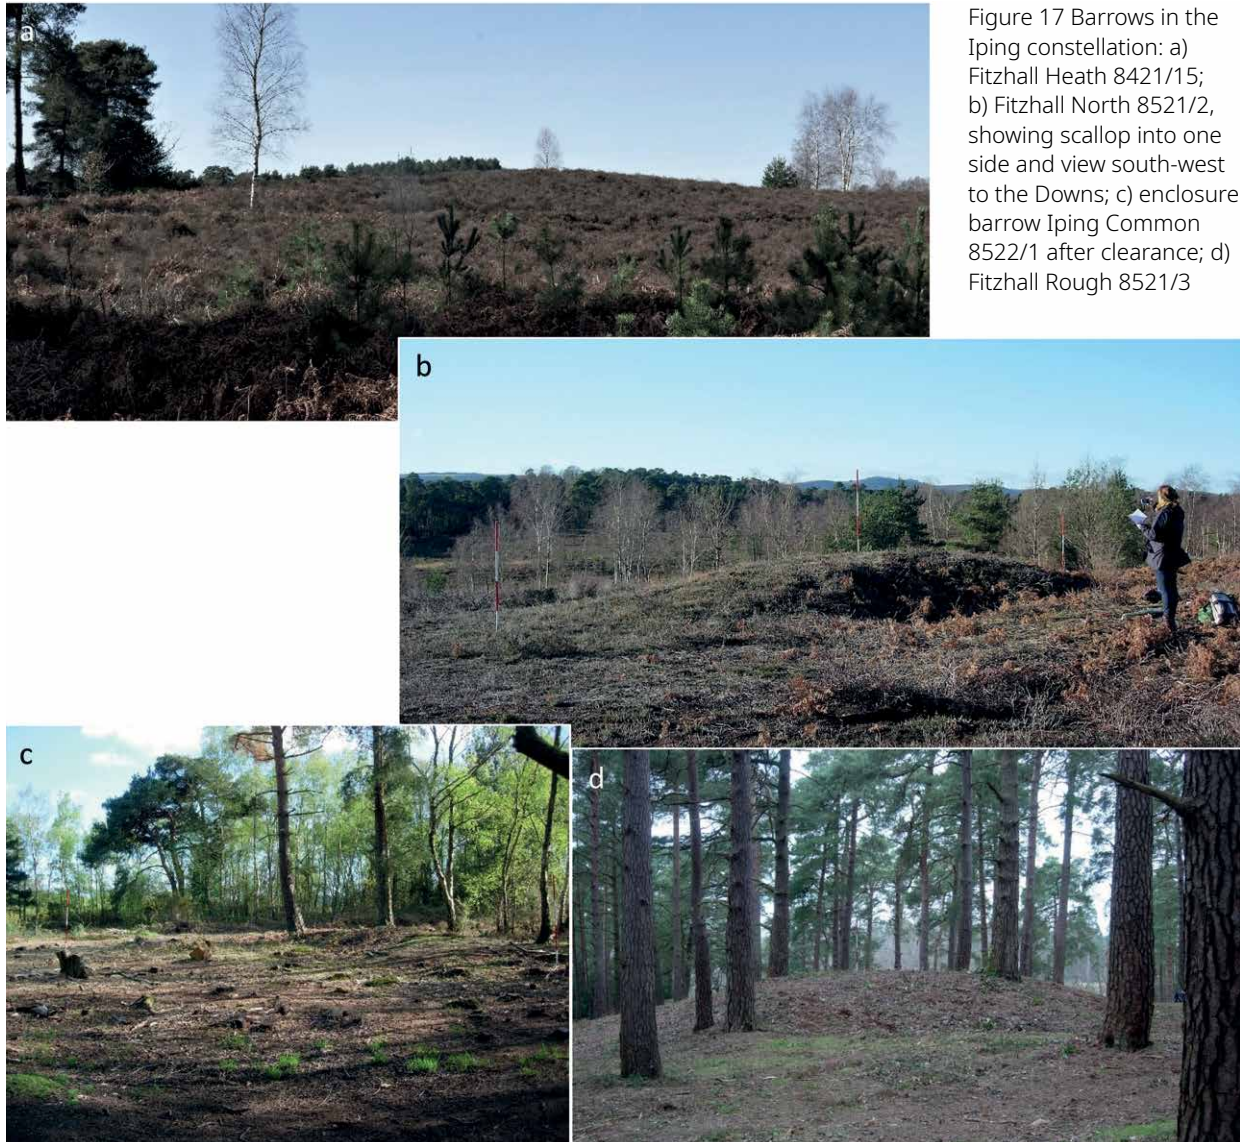 Figure 17 Barrows in the
Iping constellation: a)
Fitzhall Heath 8421/15;
b) Fitzhall North 8521/2,
showing scallop into one
side and view south-west
to the Downs; c) enclosure
barrow Iping Common
8522/1 after clearance; d)
Fitzhall Rough 8521/3
a
b
c
d